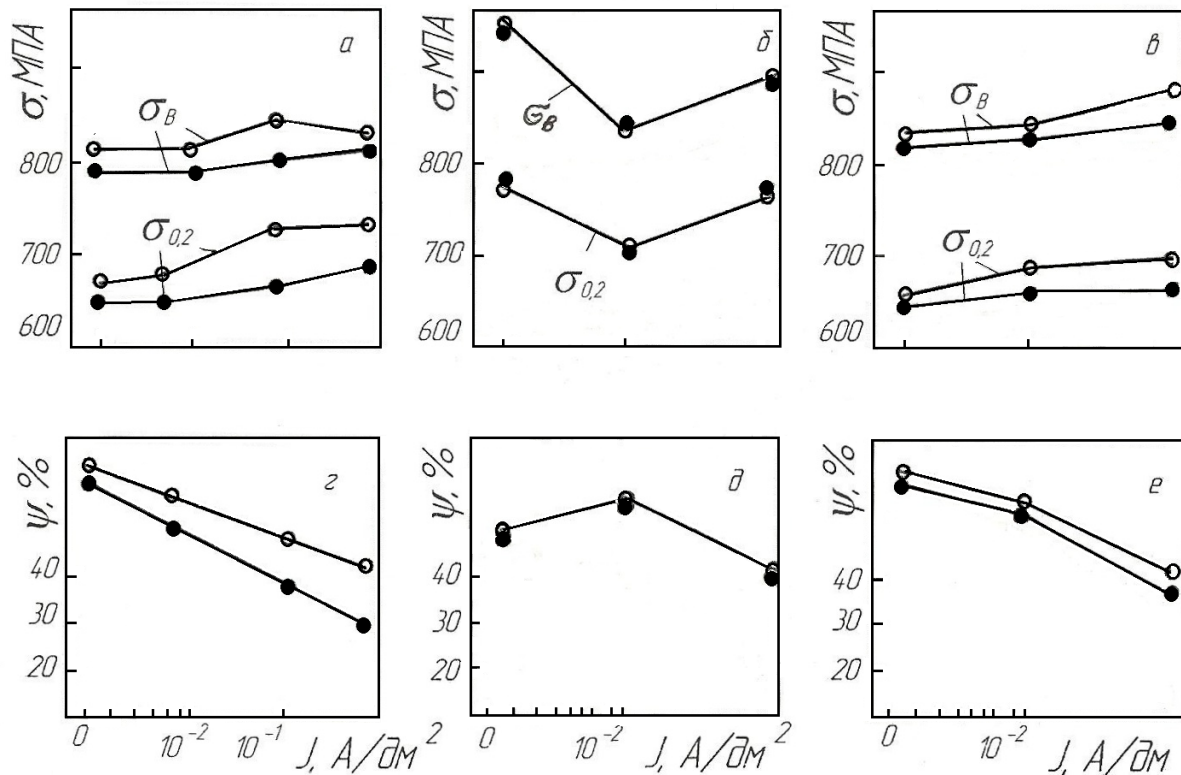 σ, МПА
а
σВ
800
σ0,2
700
600
σ, МПА
б
σВ
800
700
σ0,2
600
σ, МПА
в
σВ
800
σ0,2
700
600
ψ, %
г
40
30
20
0 10⁻² 10⁻¹ J, А/дм²
ψ, %
д
40
30
20
0 10⁻² J, А/дм²
ψ, %
е
40
30
20
0 10⁻² J, А/дм